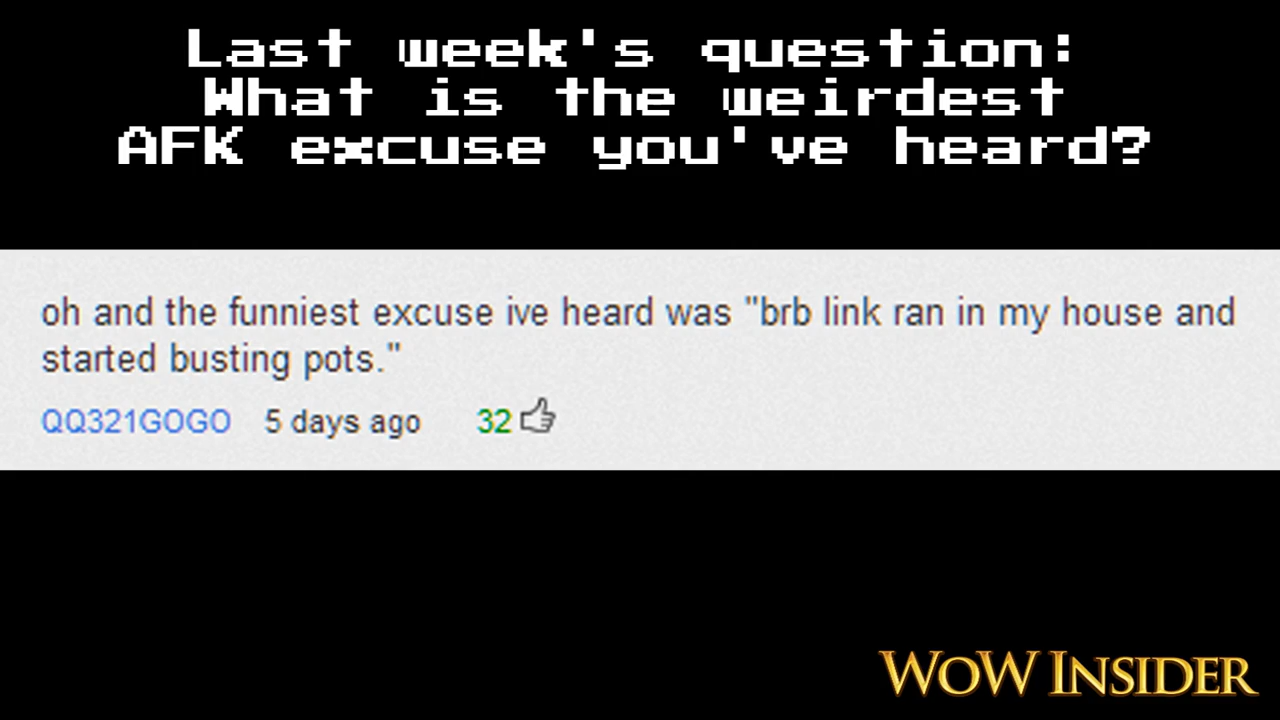 Last week's question:
What is the weirdest
AFK excuse you've heard?
oh and the funniest excuse ive heard was "brb link ran in my house and
started busting pots."
QQ321GOGO 5 days ago 32
WoW INSIDER